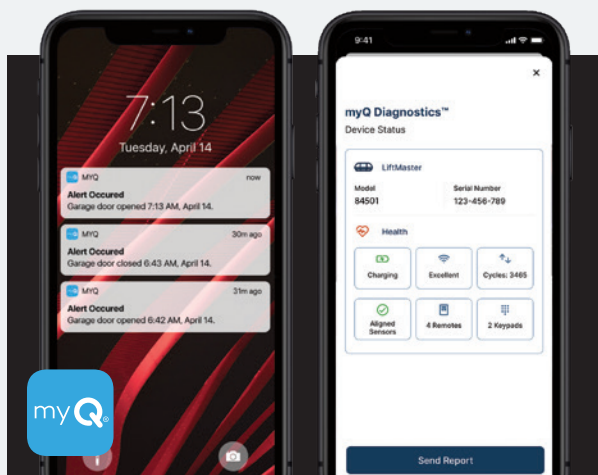 7:13
Tuesday, April 14
MYQ now
Alert Occured
Garage door opened 7:13 AM, April 14.
MYQ 30m ago
Alert Occured
Garage door closed 6:43 AM, April 14.
MYQ 31m ago
Alert Occured
Garage door opened 6:42 AM, April 14.
myQ®
9:41
myQ Diagnostics™
Device Status
LiftMaster
Model Serial Number
84501 123-456-789
Health
Charging Excellent Cycles: 3465
Aligned Sensors 4 Remotes 2 Keypads
Send Report